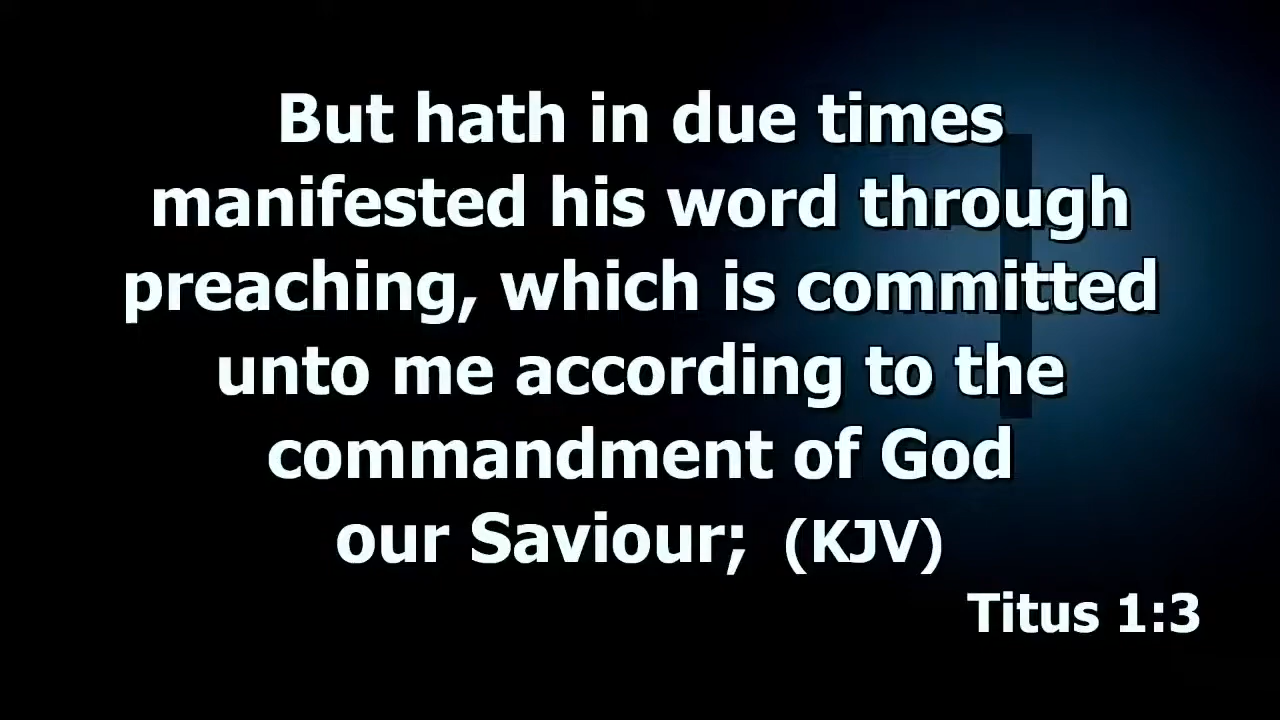 But hath in due times
manifested his word through
preaching, which is committed
unto me according to the
commandment of God
our Saviour; (KJV)
Titus 1:3